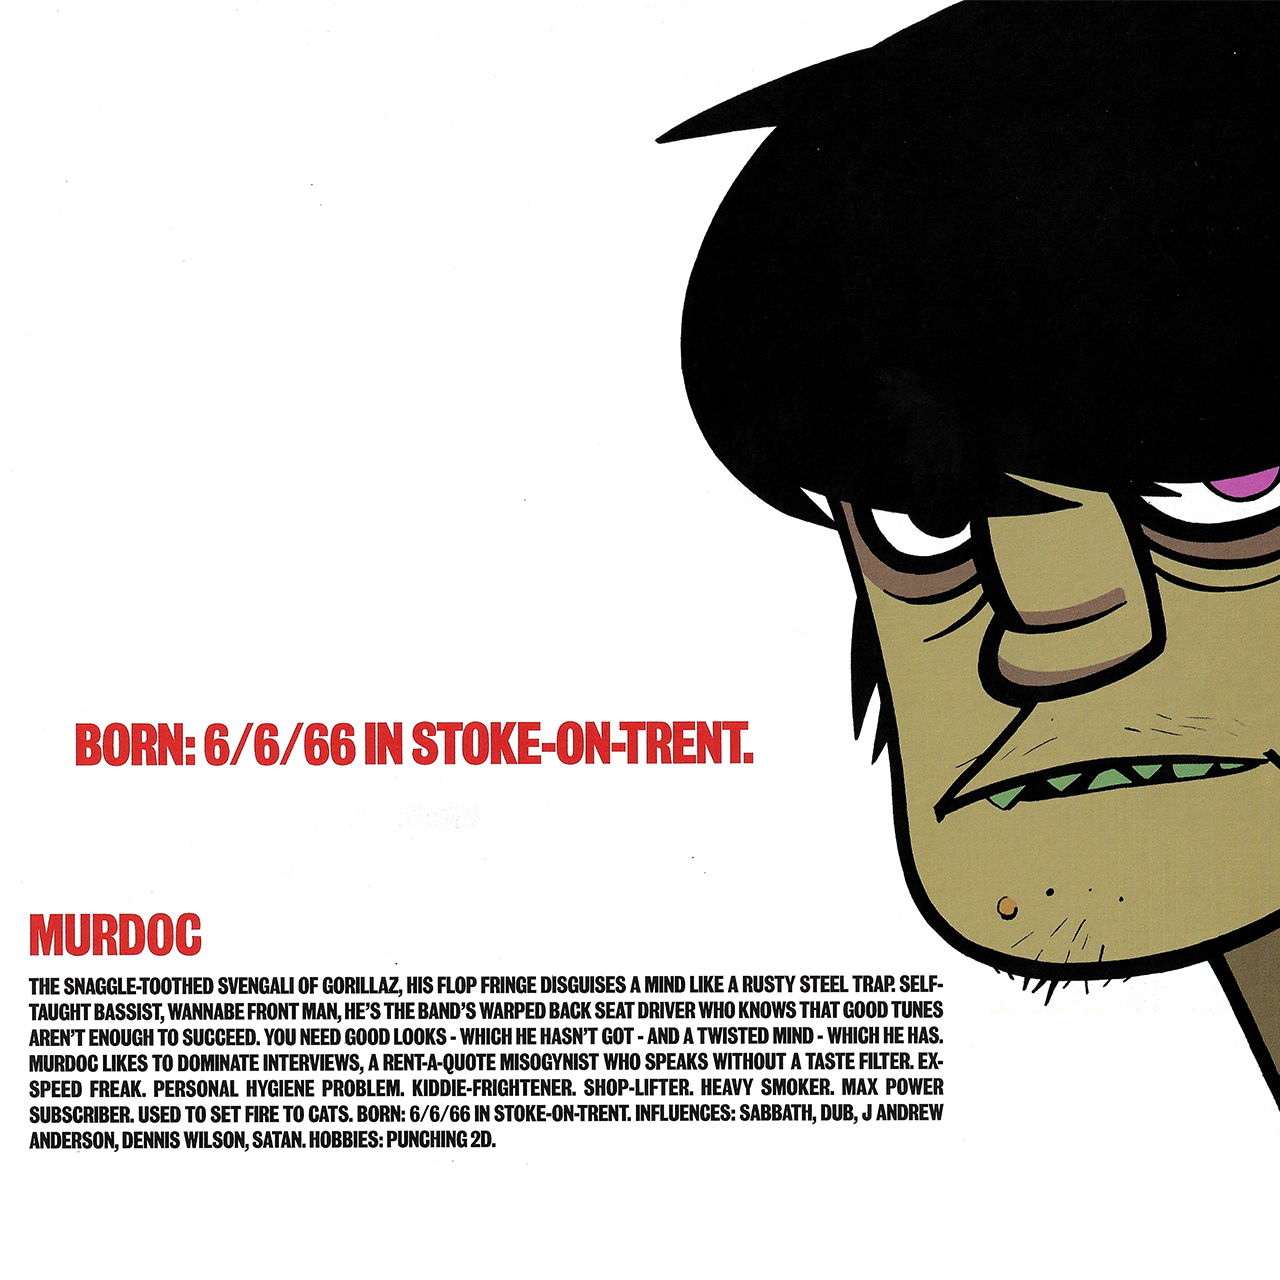 BORN: 6/6/66 IN STOKE-ON-TRENT.
MURDOC
THE SNAGGLE-TOOTHED SVENGALI OF GORILLAZ, HIS FLOP FRINGE DISGUISES A MIND LIKE A RUSTY STEEL TRAP. SELF-
TAUGHT BASSIST, WANNABE FRONT MAN, HE'S THE BAND'S WARPED BACK SEAT DRIVER WHO KNOWS THAT GOOD TUNES
AREN'T ENOUGH TO SUCCEED. YOU NEED GOOD LOOKS - WHICH HE HASN'T GOT - AND A TWISTED MIND - WHICH HE HAS.
MURDOC LIKES TO DOMINATE INTERVIEWS, A RENT-A-QUOTE MISOGYNIST WHO SPEAKS WITHOUT A TASTE FILTER. EX-
SPEED FREAK. PERSONAL HYGIENE PROBLEM. KIDDIE-FRIGHTENER. SHOP-LIFTER. HEAVY SMOKER. MAX POWER
SUBSCRIBER. USED TO SET FIRE TO CATS. BORN: 6/6/66 IN STOKE-ON-TRENT. INFLUENCES: SABBATH, DUB, J ANDREW
ANDERSON, DENNIS WILSON, SATAN. HOBBIES: PUNCHING 2D.